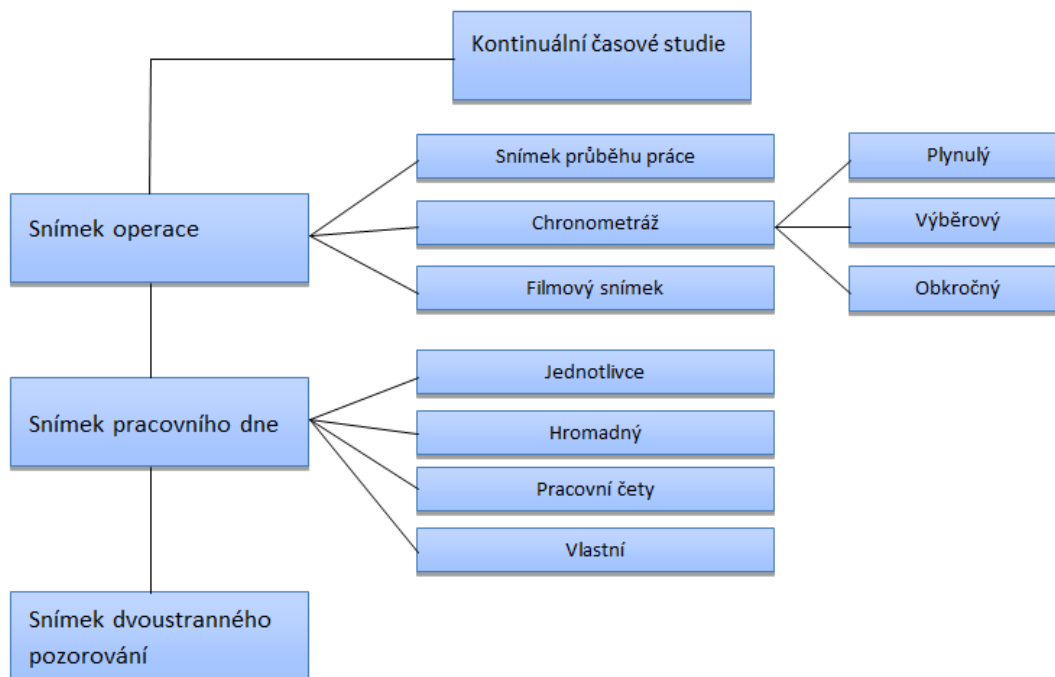 Kontinuální časové studie
Snímek operace
Snímek průběhu práce
Chronometráž
Filmový snímek
Plynulý
Výběrový
Obkročný
Snímek pracovního dne
Jednotlivce
Hromadný
Pracovní čety
Vlastní
Snímek dvoustranného
pozorování